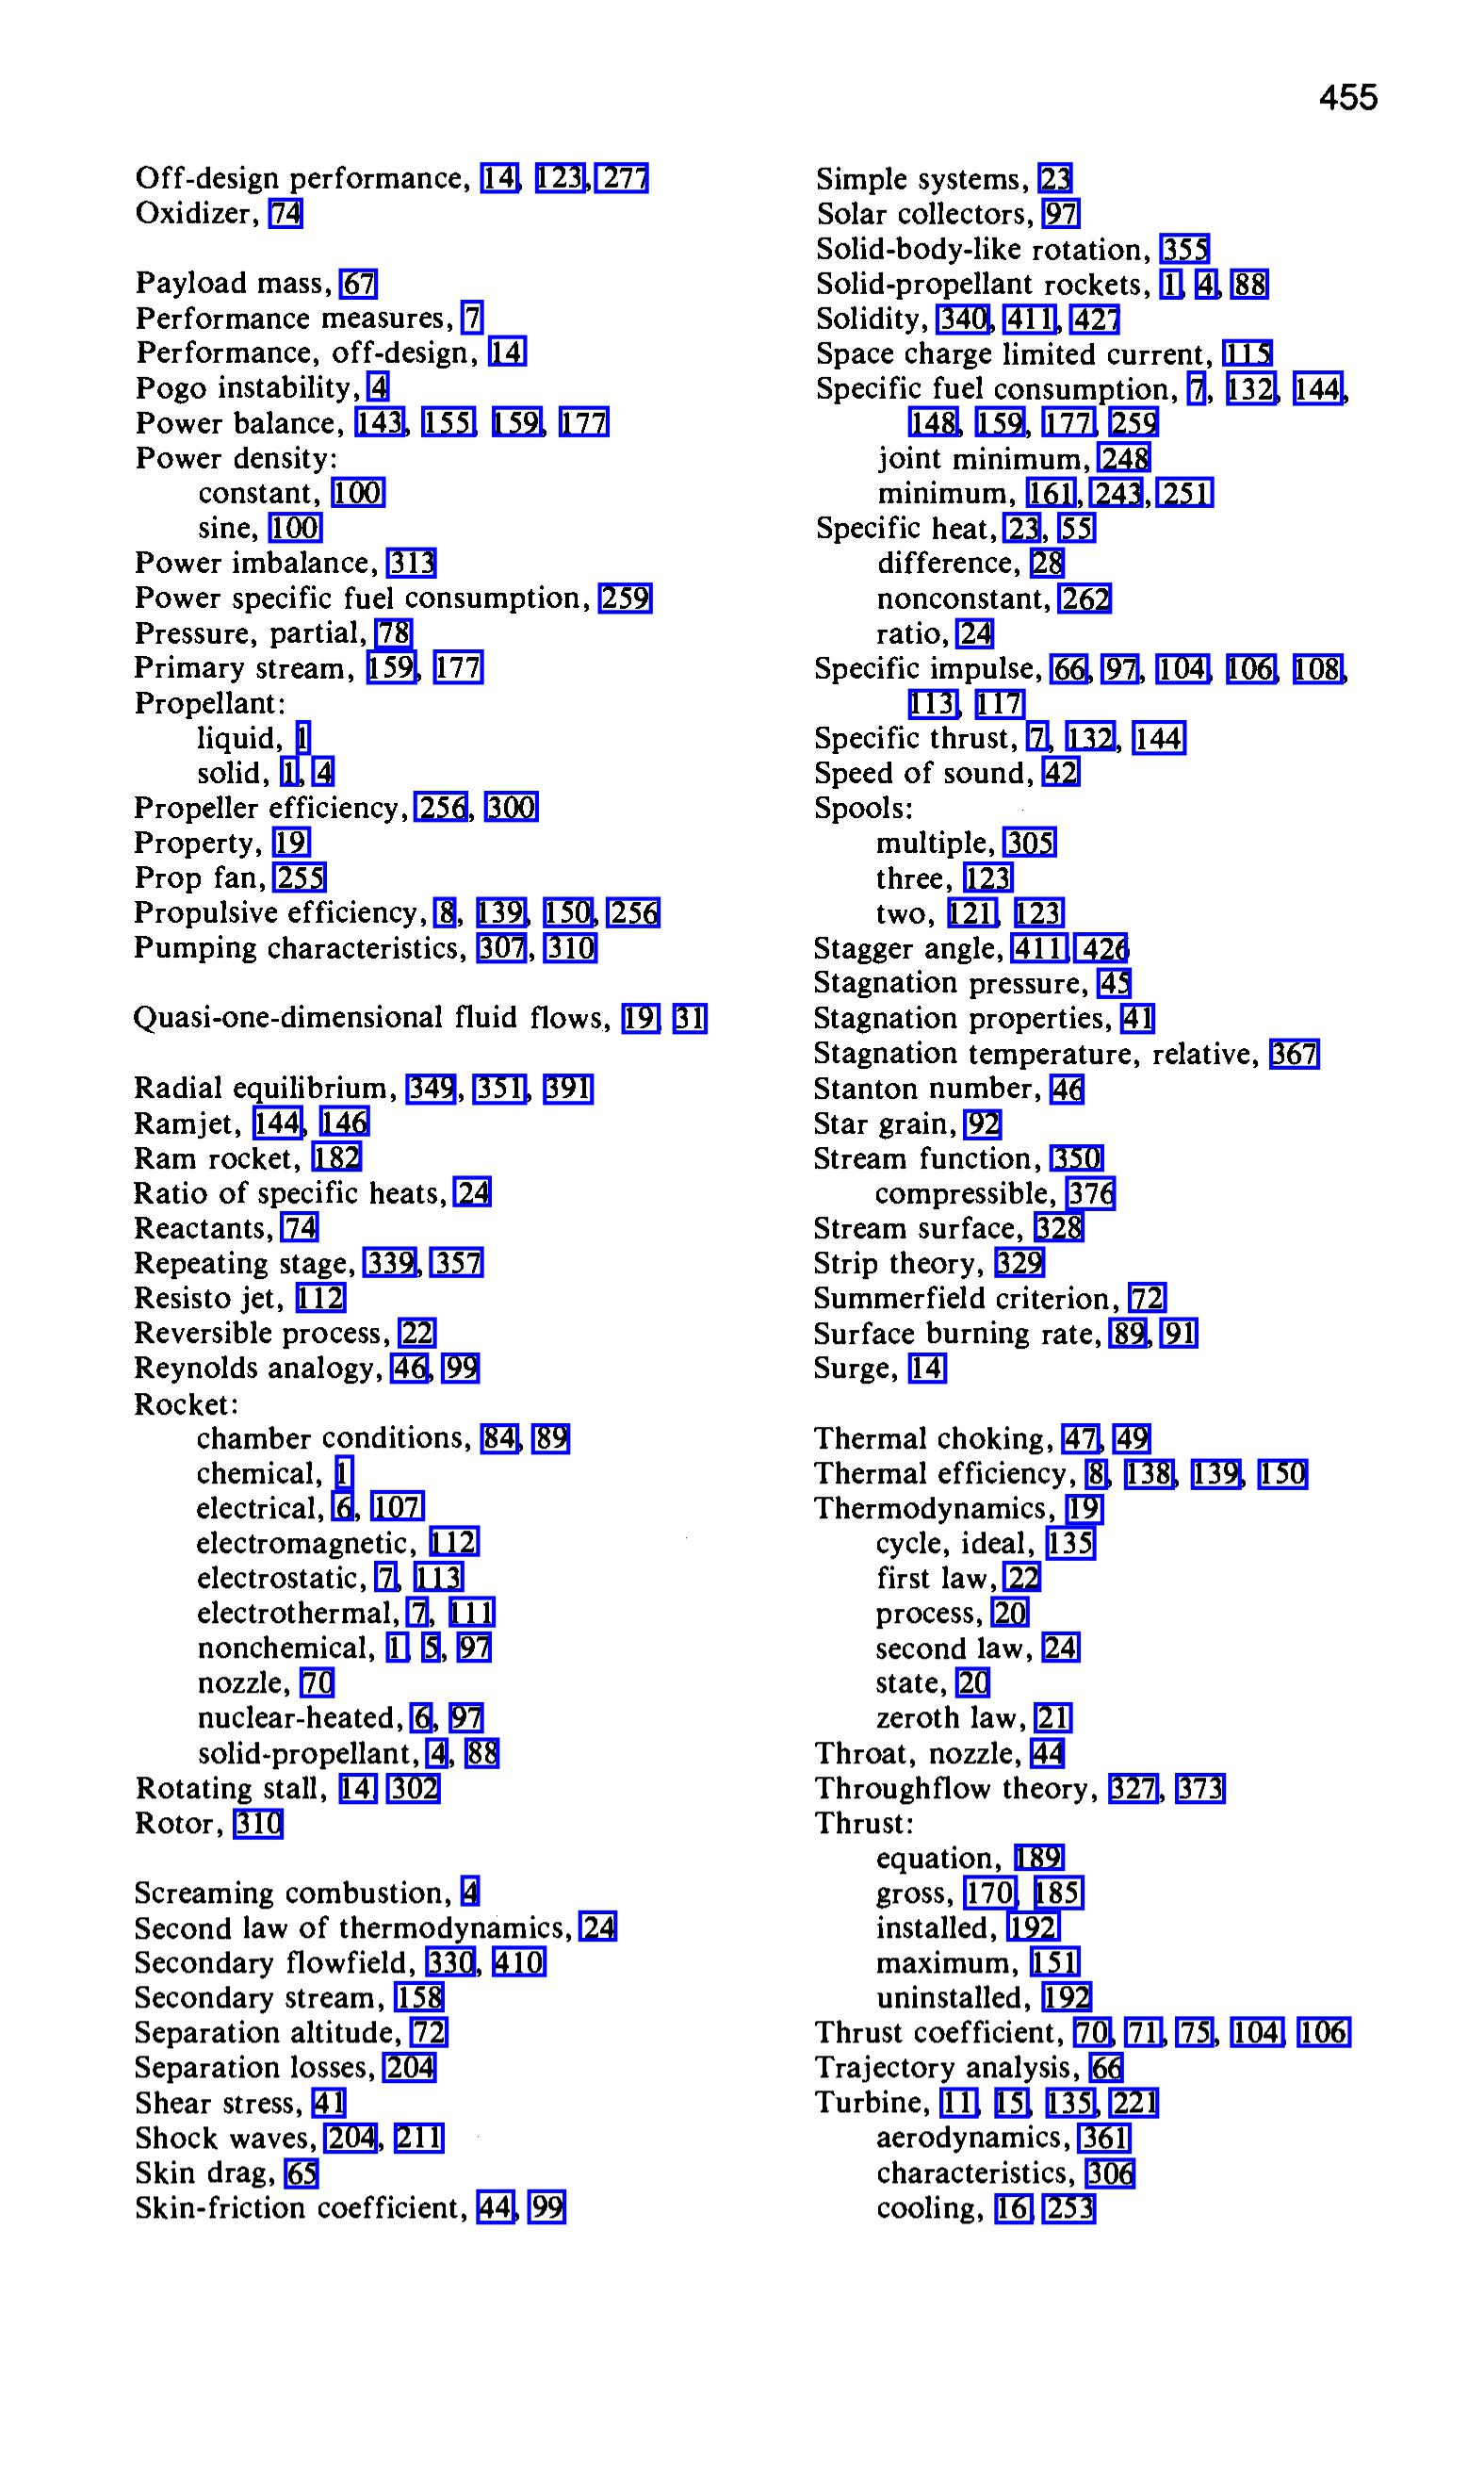 455
Off-design performance, 14, 123, 277
Oxidizer, 74
Payload mass, 67
Performance measures, 7
Performance, off-design, 14
Pogo instability, 4
Power balance, 143, 155, 159, 177
Power density:
constant, 100
sine, 100
Power imbalance, 313
Power specific fuel consumption, 259
Pressure, partial, 78
Primary stream, 159, 177
Propellant:
liquid, 1
solid, 1, 4
Propeller efficiency, 256, 300
Property, 19
Prop fan, 255
Propulsive efficiency, 8, 139, 150, 256
Pumping characteristics, 307, 310
Quasi-one-dimensional fluid flows, 19, 31
Radial equilibrium, 349, 351, 391
Ramjet, 144, 146
Ram rocket, 182
Ratio of specific heats, 24
Reactants, 74
Repeating stage, 339, 357
Resisto jet, 112
Reversible process, 22
Reynolds analogy, 46, 99
Rocket:
chamber conditions, 84, 89
chemical, 1
electrical, 6, 107
electromagnetic, 112
electrostatic, 7, 113
electrothermal, 7, 111
nonchemical, 1, 5, 97
nozzle, 70
nuclear-heated, 6, 97
solid-propellant, 4, 88
Rotating stall, 14, 302
Rotor, 310
Screaming combustion, 4
Second law of thermodynamics, 24
Secondary flowfield, 330, 410
Secondary stream, 158
Separation altitude, 72
Separation losses, 204
Shear stress, 41
Shock waves, 204, 211
Skin drag, 65
Skin-friction coefficient, 44, 99
Simple systems, 23
Solar collectors, 97
Solid-body-like rotation, 355
Solid-propellant rockets, 1, 4, 88
Solidity, 340, 411, 427
Space charge limited current, 115
Specific fuel consumption, 7, 132, 144,
148, 159, 177, 259
joint minimum, 248
minimum, 161, 243, 251
Specific heat, 23, 55
difference, 28
nonconstant, 262
ratio, 24
Specific impulse, 66, 97, 104, 106, 108,
113, 117
Specific thrust, 7, 132, 144
Speed of sound, 42
Spools:
multiple, 305
three, 123
two, 121, 123
Stagger angle, 411, 426
Stagnation pressure, 45
Stagnation properties, 41
Stagnation temperature, relative, 367
Stanton number, 46
Star grain, 92
Stream function, 350
compressible, 376
Stream surface, 328
Strip theory, 329
Summerfield criterion, 72
Surface burning rate, 89, 91
Surge, 14
Thermal choking, 47, 49
Thermal efficiency, 8, 138, 139, 150
Thermodynamics, 19
cycle, ideal, 135
first law, 22
process, 20
second law, 24
state, 20
zeroth law, 21
Throat, nozzle, 44
Throughflow theory, 327, 373
Thrust:
equation, 189
gross, 170, 185
installed, 192
maximum, 151
uninstalled, 192
Thrust coefficient, 70, 71, 75, 104, 106
Trajectory analysis, 66
Turbine, 11, 15, 135, 221
aerodynamics, 361
characteristics, 306
cooling, 16, 253